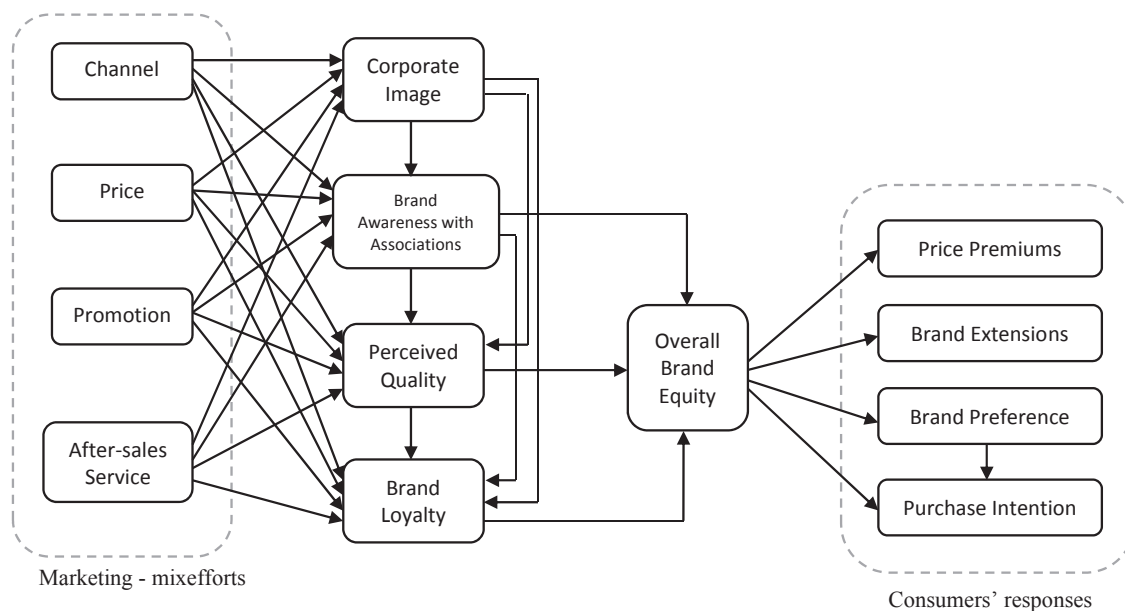 Channel
Price
Promotion
After-sales
Service
Marketing - mixefforts
Corporate
Image
Brand
Awareness with
Associations
Perceived
Quality
Brand
Loyalty
Overall
Brand
Equity
Price Premiums
Brand Extensions
Brand Preference
Purchase Intention
Consumers’ responses